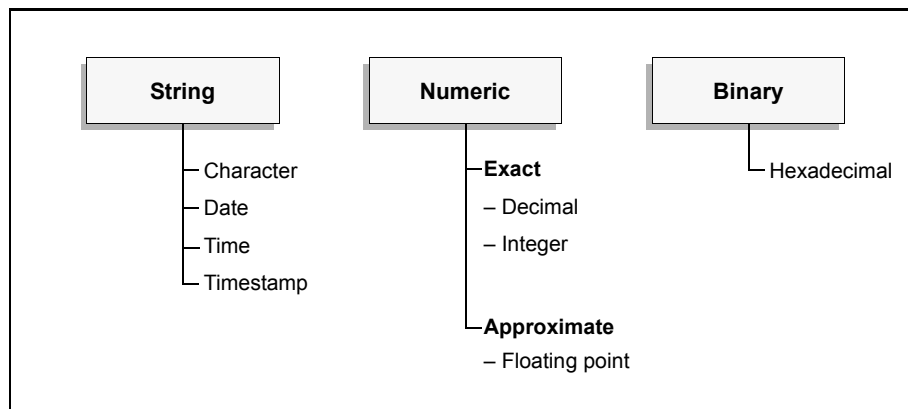 String
Character
Date
Time
Timestamp
Numeric
Exact
– Decimal
– Integer
Approximate
– Floating point
Binary
Hexadecimal